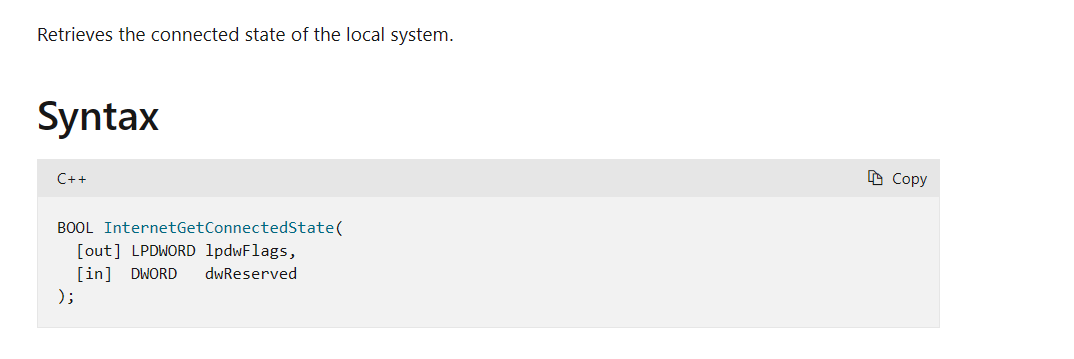 Retrieves the connected state of the local system.
Syntax
C++
Copy
BOOL InternetGetConnectedState(
  [out] LPDWORD lpdwFlags,
  [in]  DWORD   dwReserved
);